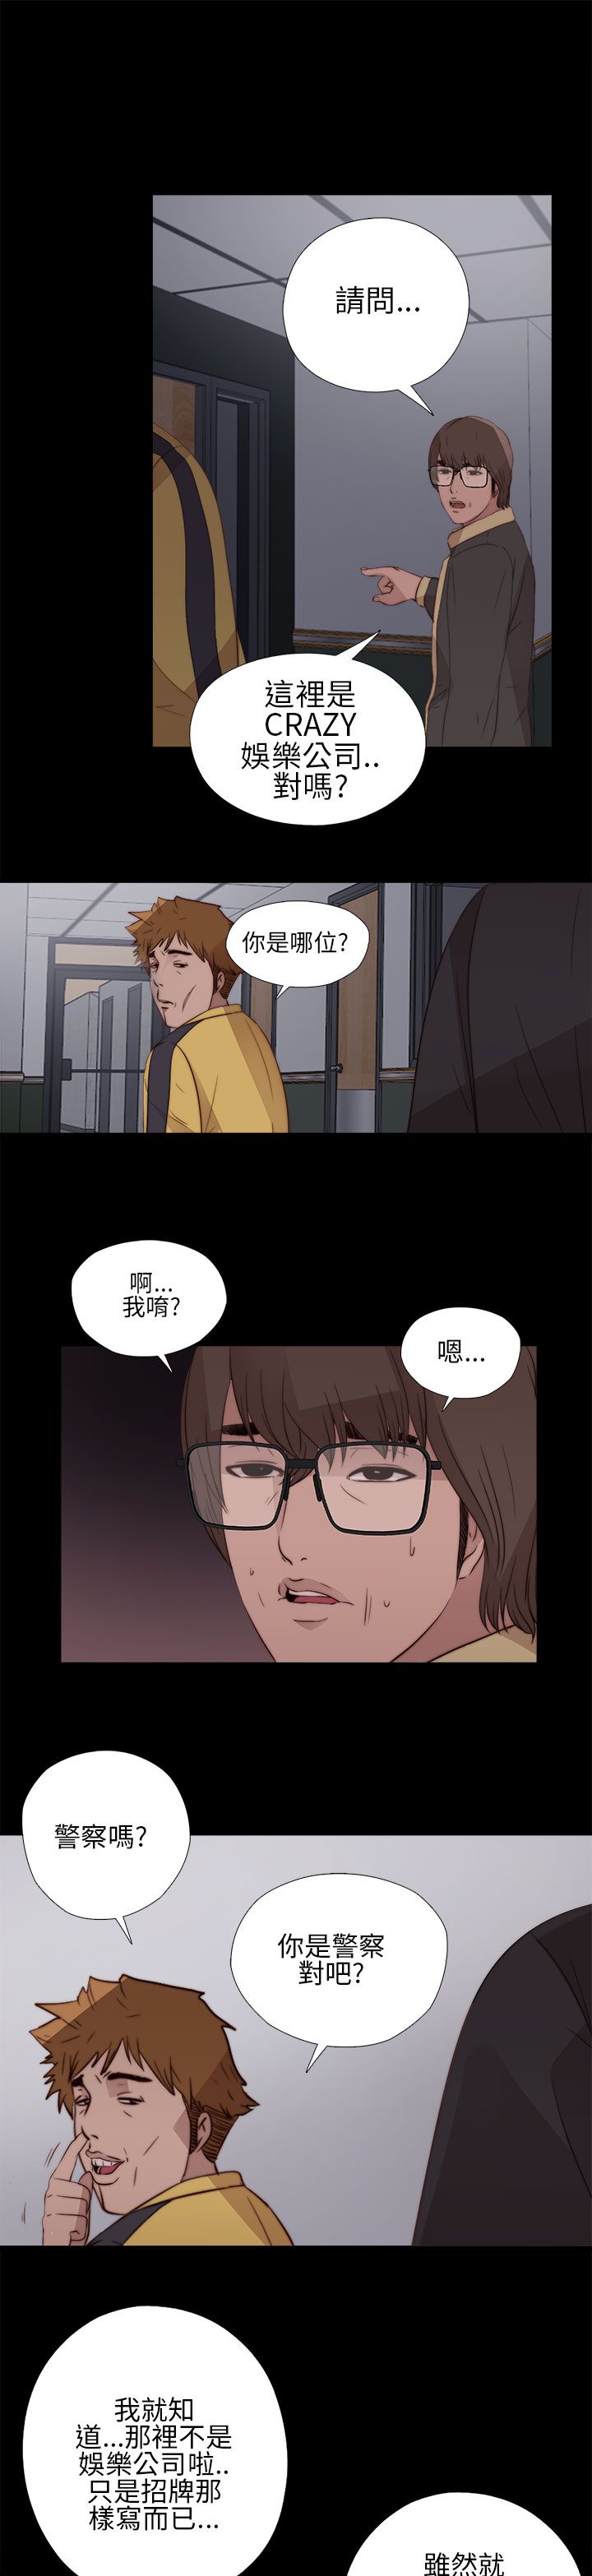 請問...
這裡是
CRAZY
娛樂公司..
對嗎?
你是哪位?
啊...
我唷?
嗯...
警察嗎?
你是警察
對吧?
我就知
道...那裡不是
娛樂公司啦..
只是招牌那
樣寫而已...
雖然就